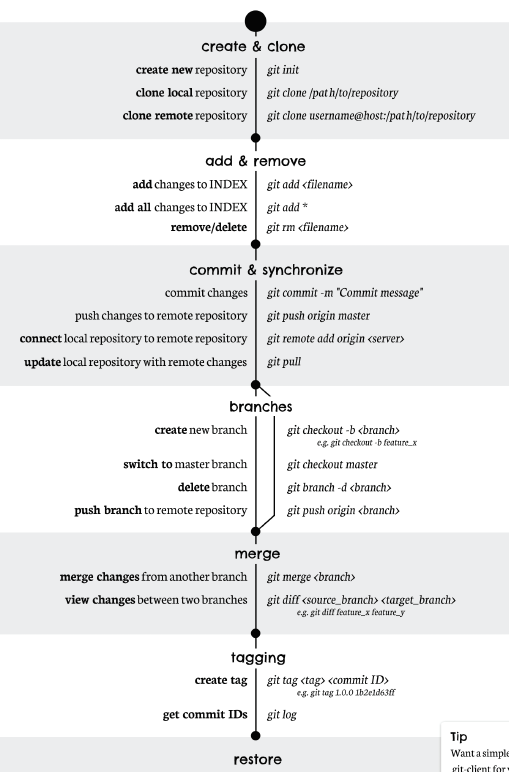 create & clone
create new repository git init
clone local repository git clone /path/to/repository
clone remote repository git clone username@host:/path/to/repository
add & remove
add changes to INDEX git add <filename>
add all changes to INDEX git add *
remove/delete git rm <filename>
commit & synchronize
commit changes git commit -m "Commit message"
push changes to remote repository git push origin master
connect local repository to remote repository git remote add origin <server>
update local repository with remote changes git pull
branches
create new branch git checkout -b <branch>
e.g. git checkout -b feature_x
switch to master branch git checkout master
delete branch git branch -d <branch>
push branch to remote repository git push origin <branch>
merge
merge changes from another branch git merge <branch>
view changes between two branches git diff <source_branch> <target_branch>
e.g. git diff feature_x feature_y
tagging
create tag git tag <tag> <commit ID>
e.g. git tag 1.0.0 1b2e1d63ff
get commit IDs git log
restore
Tip
Want a simple
git-client for